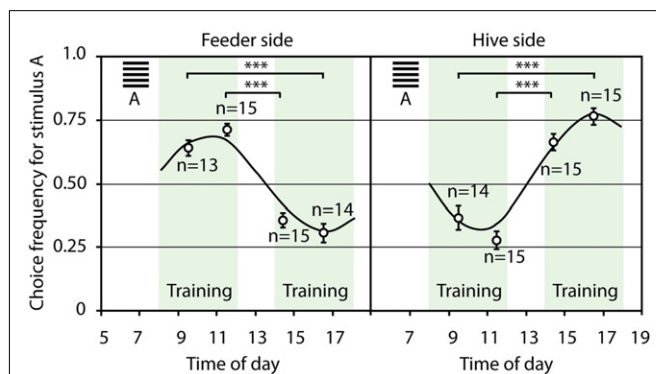 Feeder side
Hive side
Choice frequency for stimulus A
1.0
0.75
0.50
0.25
0
A
***
***
n=15
n=13
n=14
n=15
Training
Training
A
***
***
n=15
n=14
n=15
n=15
Training
Training
5 7 9 11 13 15 17
7 9 11 13 15 17 19
Time of day
Time of day